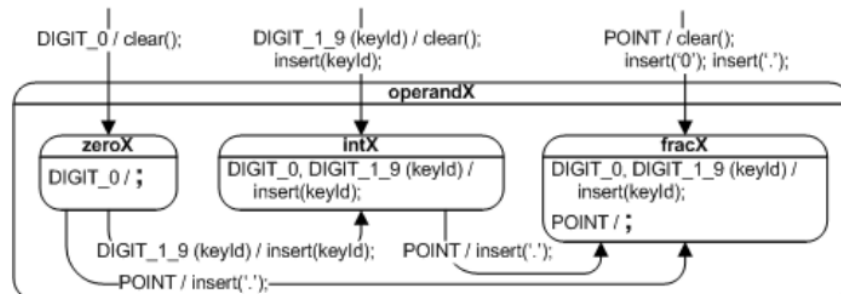 DIGIT_0 / clear();
DIGIT_1_9 (keyId) / clear();
insert(keyId);
POINT / clear();
insert(‘0’); insert(‘.’);
operandX
zeroX
DIGIT_0 / ;
intX
DIGIT_0, DIGIT_1_9 (keyId) /
insert(keyId);
fracX
DIGIT_0, DIGIT_1_9 (keyId) /
insert(keyId);
POINT / ;
DIGIT_1_9 (keyId) / insert(keyId);
POINT / insert(‘.’);
POINT / insert(‘.’);